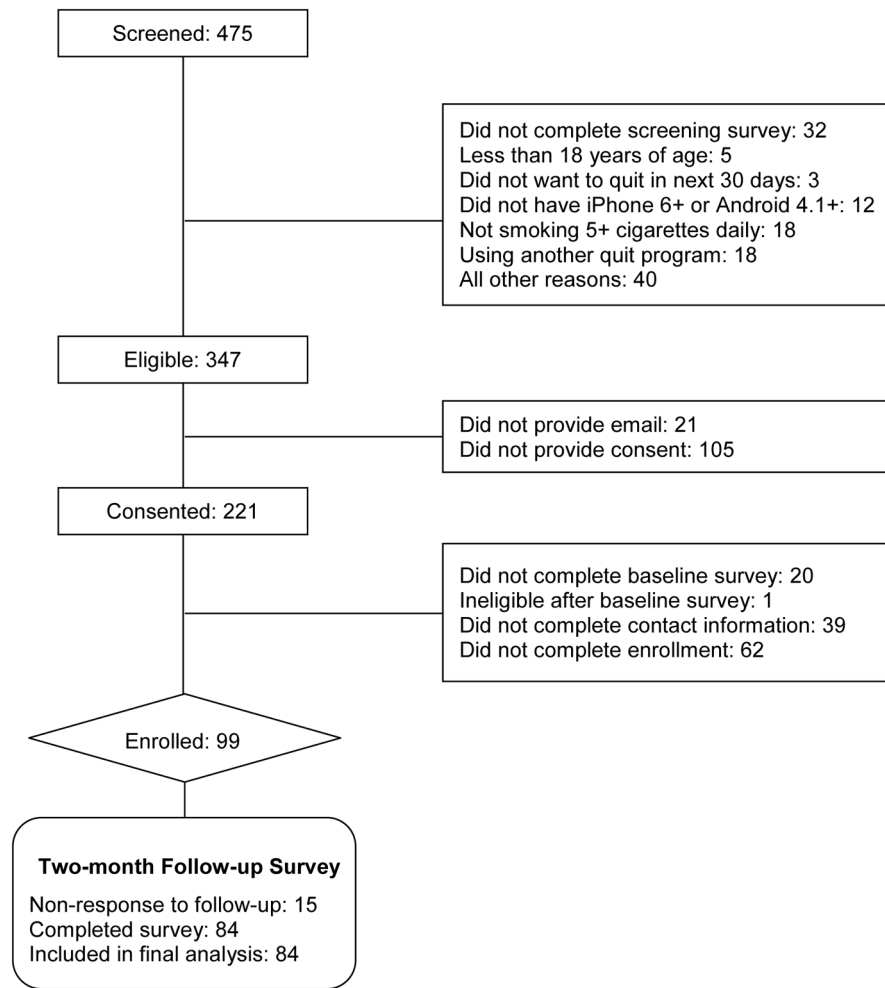 Screened: 475
Did not complete screening survey: 32
Less than 18 years of age: 5
Did not want to quit in next 30 days: 3
Did not have iPhone 6+ or Android 4.1+: 12
Not smoking 5+ cigarettes daily: 18
Using another quit program: 18
All other reasons: 40
Eligible: 347
Did not provide email: 21
Did not provide consent: 105
Consented: 221
Did not complete baseline survey: 20
Ineligible after baseline survey: 1
Did not complete contact information: 39
Did not complete enrollment: 62
Enrolled: 99
Two-month Follow-up Survey
Non-response to follow-up: 15
Completed survey: 84
Included in final analysis: 84